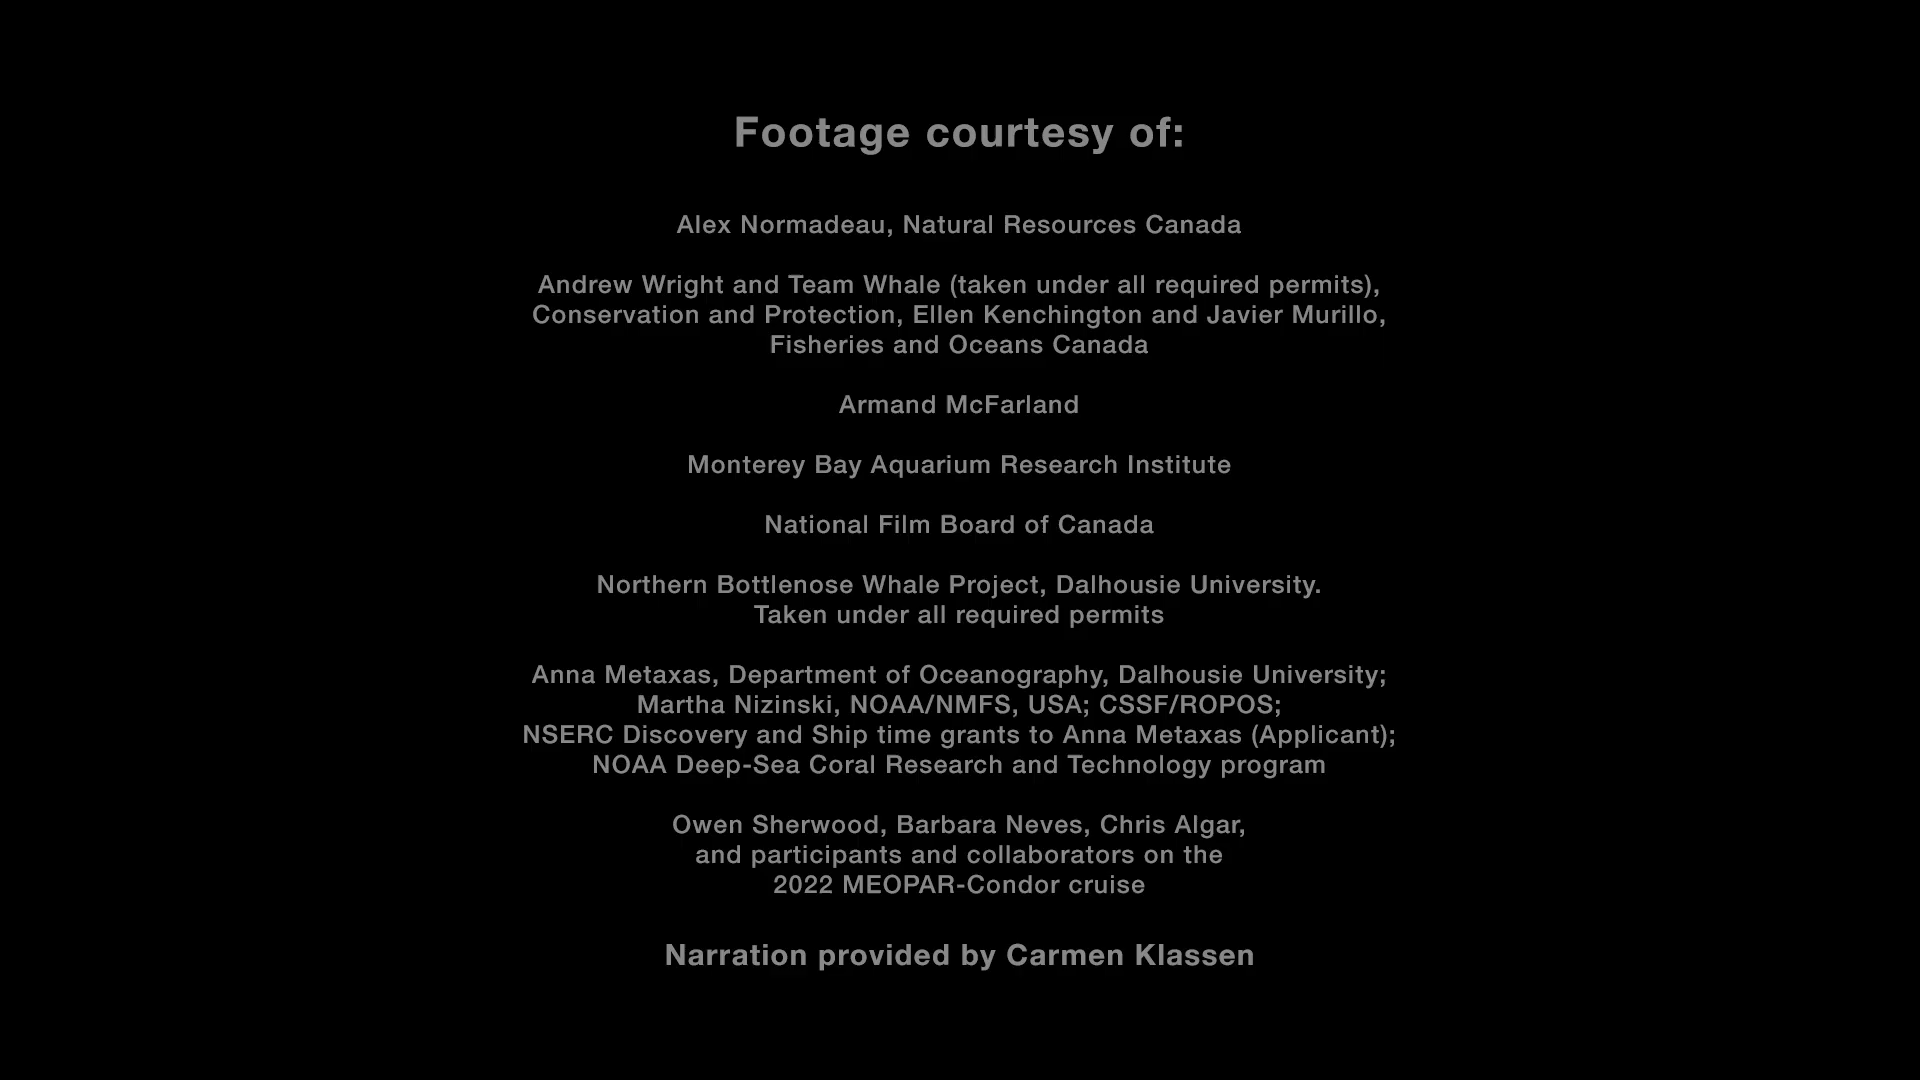 Footage courtesy of:
Alex Normadeau, Natural Resources Canada
Andrew Wright and Team Whale (taken under all required permits),
Conservation and Protection, Ellen Kenchington and Javier Murillo,
Fisheries and Oceans Canada
Armand McFarland
Monterey Bay Aquarium Research Institute
National Film Board of Canada
Northern Bottlenose Whale Project, Dalhousie University.
Taken under all required permits
Anna Metaxas, Department of Oceanography, Dalhousie University;
Martha Nizinski, NOAA/NMFS, USA; CSSF/ROPOS;
NSERC Discovery and Ship time grants to Anna Metaxas (Applicant);
NOAA Deep-Sea Coral Research and Technology program
Owen Sherwood, Barbara Neves, Chris Algar,
and participants and collaborators on the
2022 MEOPAR-Condor cruise
Narration provided by Carmen Klassen